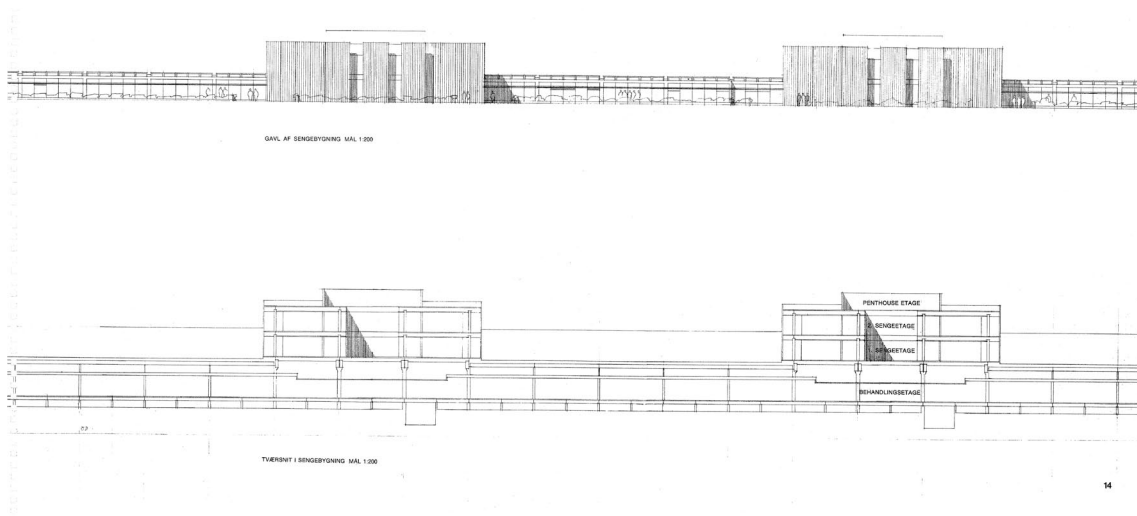 GAVL AF SENGEBYGNING MÅL 1:200
PENTHOUSE ETAGE
2. SENGEETAGE
SENGEETAGE
BEHANDLINGSETAGE
TVÆRSNIT I SENGEBYGNING MÅL 1:200
14